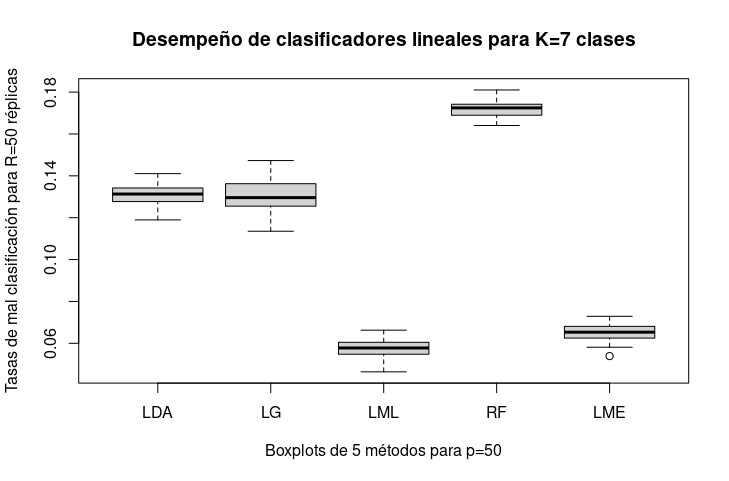 Desempeño de clasificadores lineales para K=7 clases
Tasas de mal clasificación para R=50 réplicas
0.18
0.14
0.10
0.06
LDA LG LML RF LME
Boxplots de 5 métodos para p=50